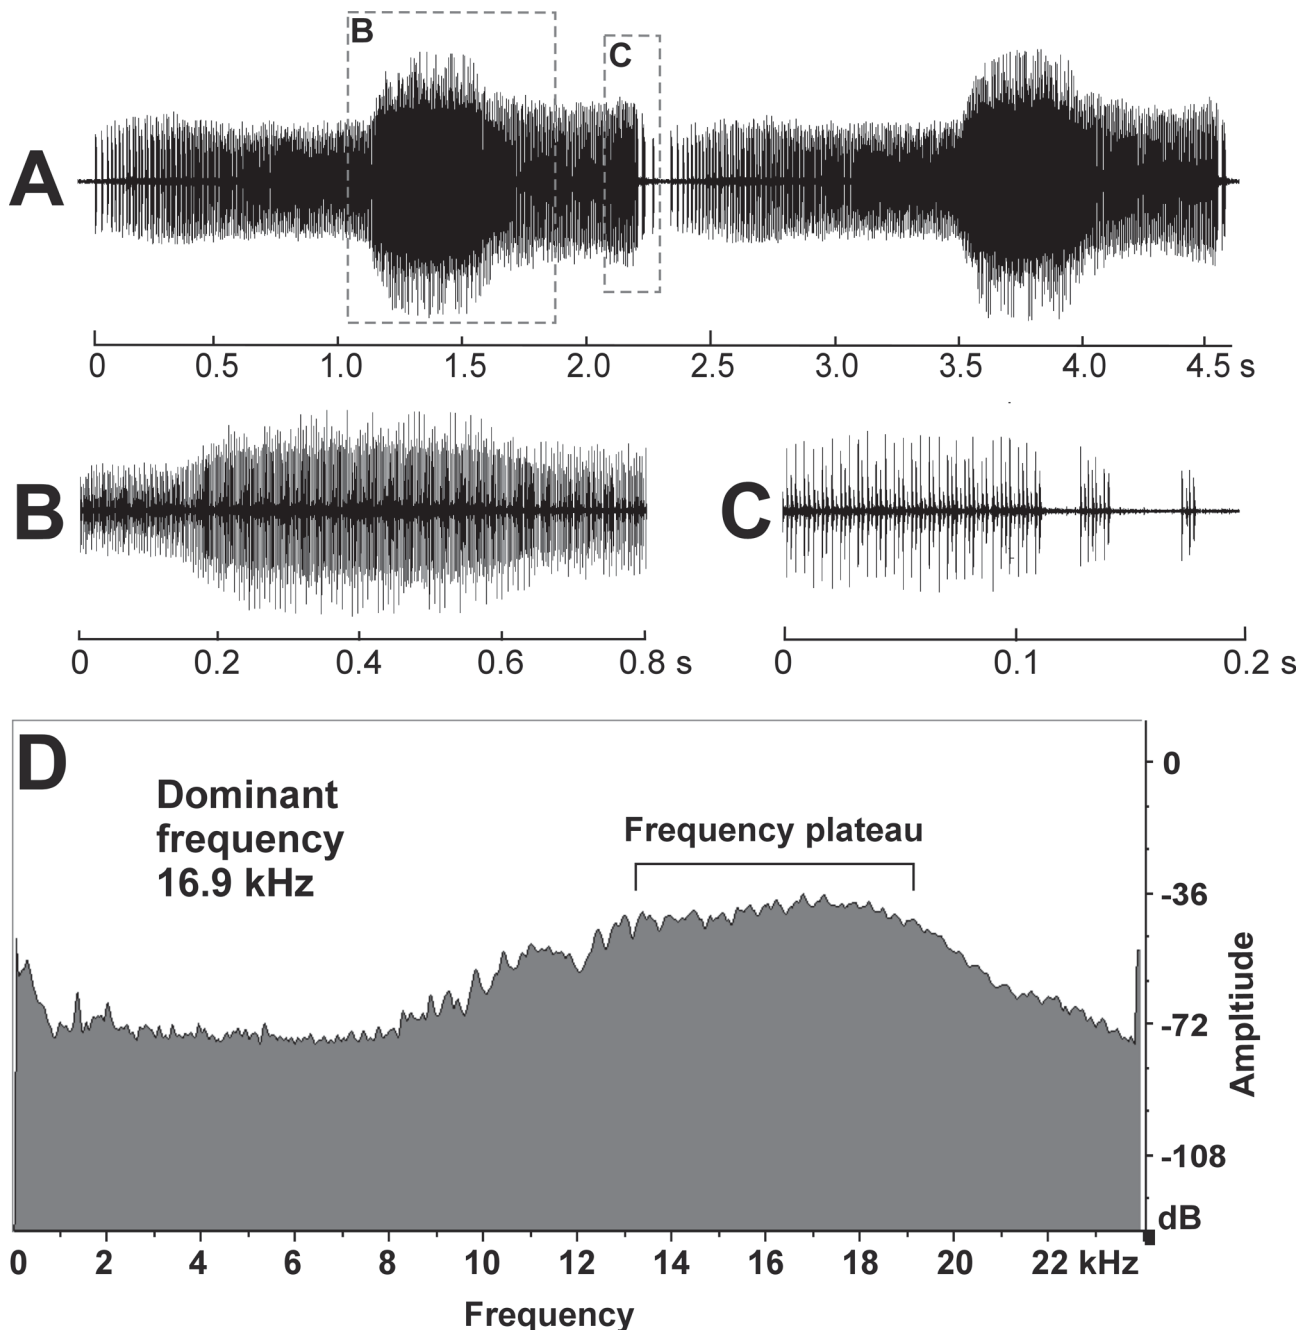 B
C
A
0 0.5 1.0 1.5 2.0 2.5 3.0 3.5 4.0 4.5 s
B
0 0.2 0.4 0.6 0.8 s
C
0 0.1 0.2 s
D
Dominant
frequency
16.9 kHz
Frequency plateau
0
-36
-72
-108
dB
Ampltiude
0 2 4 6 8 10 12 14 16 18 20 22 kHz
Frequency